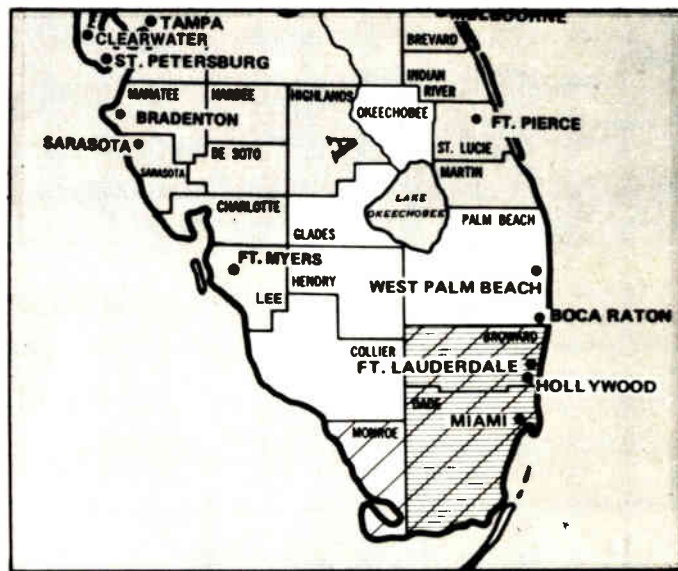 MELBOURNE
TAMPA
CLEARWATER
ST. PETERSBURG
BREVARD
INDIAN
RIVER
MANATEE
HARDEE
HIGHLANDS
OKEECHOBEE
BRADENTON
FT. PIERCE
SARASOTA
DE SOTO
A
ST. LUCIE
SARASOTA
MARTIN
CHARLOTTE
LAKE
OKEECHOBEE
PALM BEACH
GLADES
FT. MYERS
HENDRY
WEST PALM BEACH
LEE
BOCA RATON
BROWARD
COLLIER
FT. LAUDERDALE
HOLLYWOOD
DADE
MIAMI
MONROE